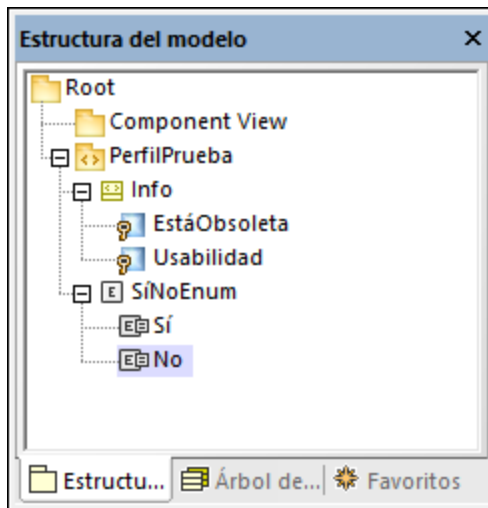 Estructura del modelo
Root
Component View
PerfilPrueba
Info
EstáObsoleta
Usabilidad
E SíNoEnum
E Sí
E No
Estructu... Árbol de... Favoritos